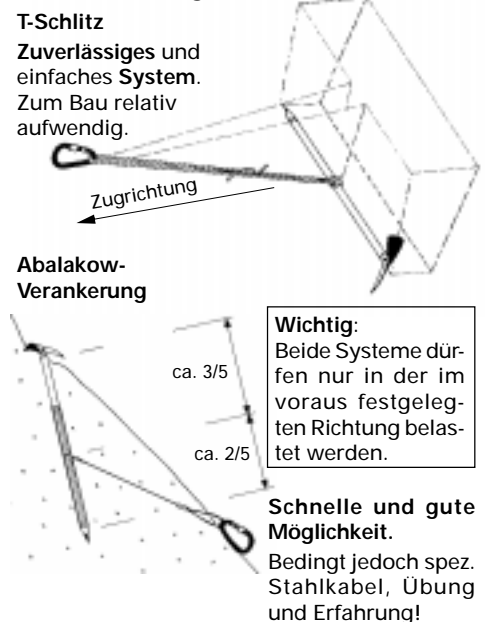 T-Schlitz
Zuverlässiges und
einfaches System.
Zum Bau relativ
aufwendig.
Zugrichtung
Abalakow-
Verankerung
ca. 3/5
ca. 2/5
Wichtig:
Beide Systeme dür-
fen nur in der im
voraus festgeleg-
ten Richtung belas-
tet werden.
Schnelle und gute
Möglichkeit.
Bedingt jedoch spez.
Stahlkabel, Übung
und Erfahrung!